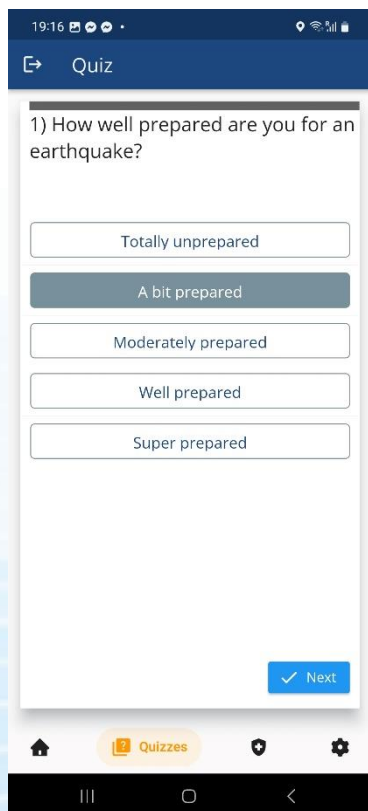 19:16
Quiz
1) How well prepared are you for an
earthquake?
Totally unprepared
A bit prepared
Moderately prepared
Well prepared
Super prepared
Next
Quizzes